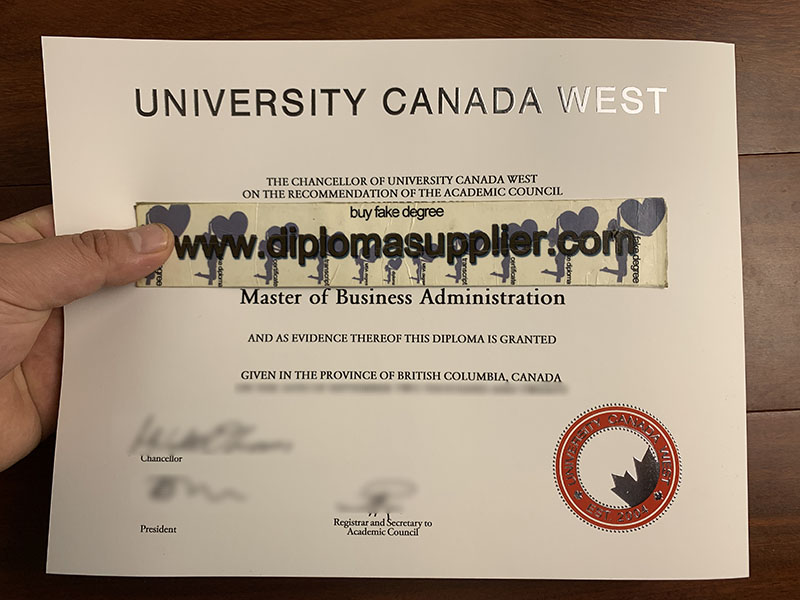 UNIVERSITY CANADA WEST
THE CHANCELLOR OF UNIVERSITY CANADA WEST
ON THE RECOMMENDATION OF THE ACADEMIC COUNCIL
buy fake degree
www.diplomasupplier.com
fake degree
Master of Business Administration
AND AS EVIDENCE THEREOF THIS DIPLOMA IS GRANTED
GIVEN IN THE PROVINCE OF BRITISH COLUMBIA, CANADA
Chancellor
President
Registrar and Secretary to
Academic Council
UNIVERSITY CANADA WEST
EST 2004